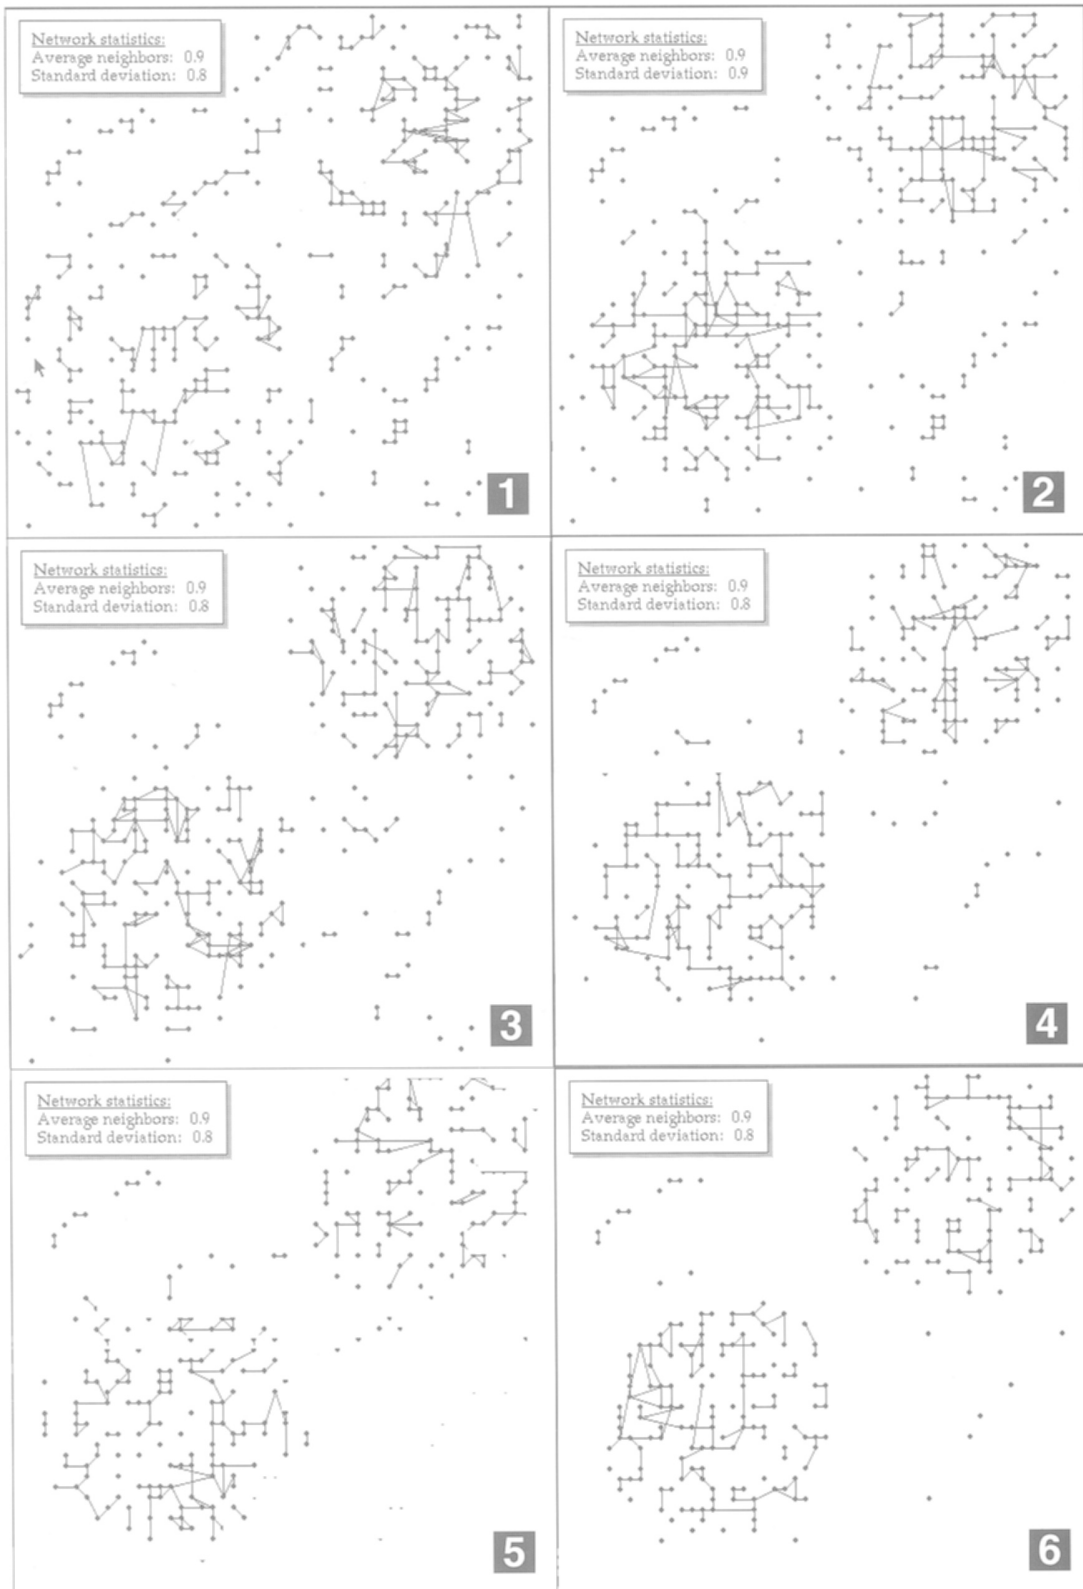 Network statistics:
Average neighbors: 0.9
Standard deviation: 0.8
1
Network statistics:
Average neighbors: 0.9
Standard deviation: 0.9
2
Network statistics:
Average neighbors: 0.9
Standard deviation: 0.8
3
Network statistics:
Average neighbors: 0.9
Standard deviation: 0.8
4
Network statistics:
Average neighbors: 0.9
Standard deviation: 0.8
5
Network statistics:
Average neighbors: 0.9
Standard deviation: 0.8
6